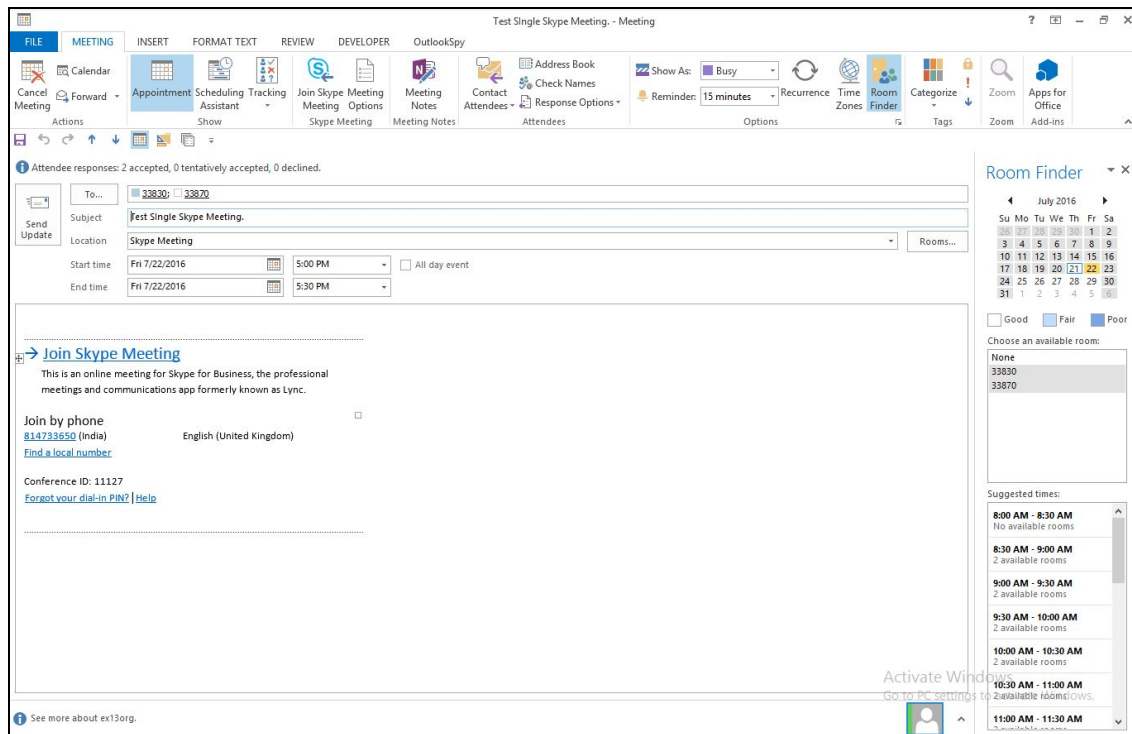 Test SIngle Skype Meeting. - Meeting
FILE MEETING INSERT FORMAT TEXT REVIEW DEVELOPER OutlookSpy
Cancel Meeting
Calendar
Forward
Actions
Appointment
Scheduling Assistant
Tracking
Show
Join Skype Meeting
Meeting Options
Skype Meeting
Meeting Notes
Meeting Notes
Contact Attendees
Address Book
Check Names
Response Options
Attendees
Show As: Busy
Reminder: 15 minutes
Recurrence
Time Zones
Room Finder
Options
Categorize
Tags
Zoom
Zoom
Apps for Office
Add-ins
Attendee responses: 2 accepted, 0 tentatively accepted, 0 declined.
Send Update
To... 33830; 33870
Subject Test SIngle Skype Meeting.
Location Skype Meeting Rooms...
Start time Fri 7/22/2016 5:00 PM All day event
End time Fri 7/22/2016 5:30 PM
→ Join Skype Meeting
This is an online meeting for Skype for Business, the professional
meetings and communications app formerly known as Lync.
Join by phone
814733650 (India) English (United Kingdom)
Find a local number
Conference ID: 11127
Forgot your dial-in PIN? | Help
Room Finder
July 2016
Su Mo Tu We Th Fr Sa
26 27 28 29 30 1 2
3 4 5 6 7 8 9
10 11 12 13 14 15 16
17 18 19 20 21 22 23
24 25 26 27 28 29 30
31 1 2 3 4 5 6
Good Fair Poor
Choose an available room:
None
33830
33870
Suggested times:
8:00 AM - 8:30 AM
No available rooms
8:30 AM - 9:00 AM
2 available rooms
9:00 AM - 9:30 AM
2 available rooms
9:30 AM - 10:00 AM
2 available rooms
10:00 AM - 10:30 AM
2 available rooms
10:30 AM - 11:00 AM
2 available rooms
11:00 AM - 11:30 AM
2 available rooms
Activate Windows
Go to PC settings to activate Windows.
See more about ex13org.